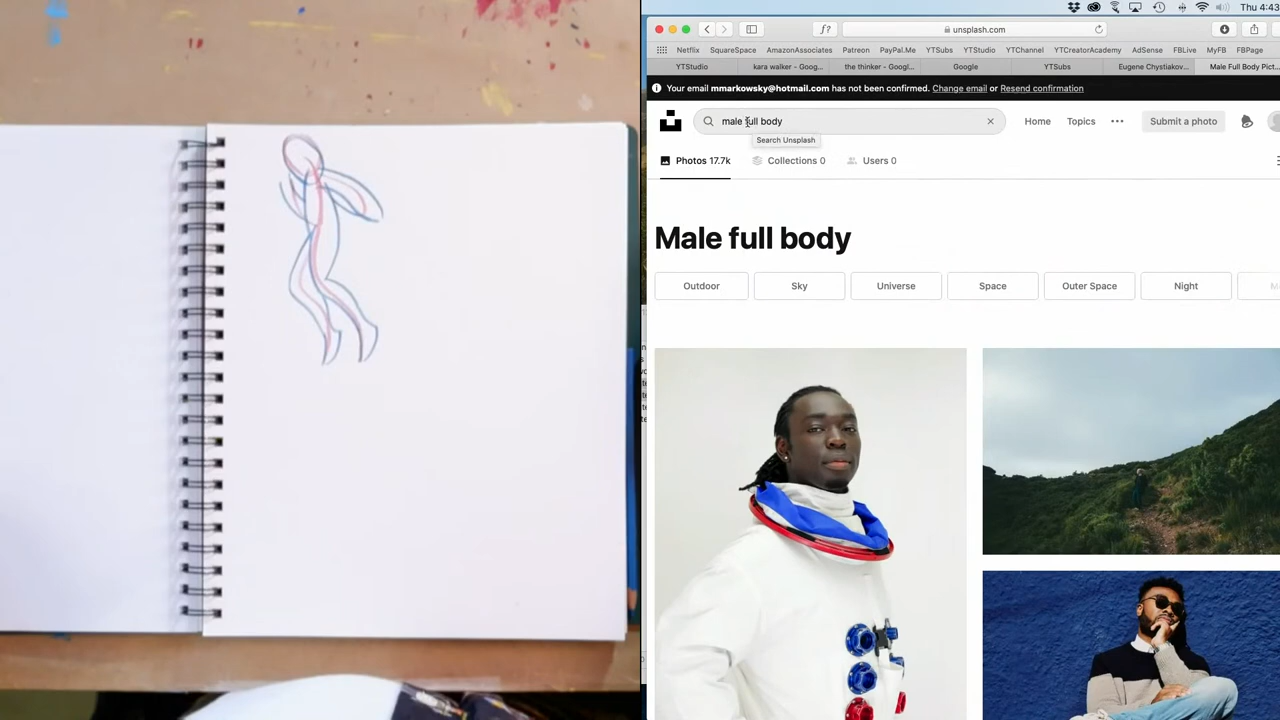 Thu 4:43
unsplash.com
Netflix SquareSpace AmazonAssociates Patreon PayPal.Me YTSubs YTStudio YTChannel YTCreatorAcademy AdSense FBLive MyFB FBPage
YTStudio kara walker - Goog... the thinker - Googl... Google YTSubs Eugene Chystiakov... Male Full Body Pict...
Your email mmarkowsky@hotmail.com has not been confirmed. Change email or Resend confirmation
male full body
Home Topics Submit a photo
Search Unsplash
Photos 17.7k Collections 0 Users 0
Male full body
Outdoor Sky Universe Space Outer Space Night